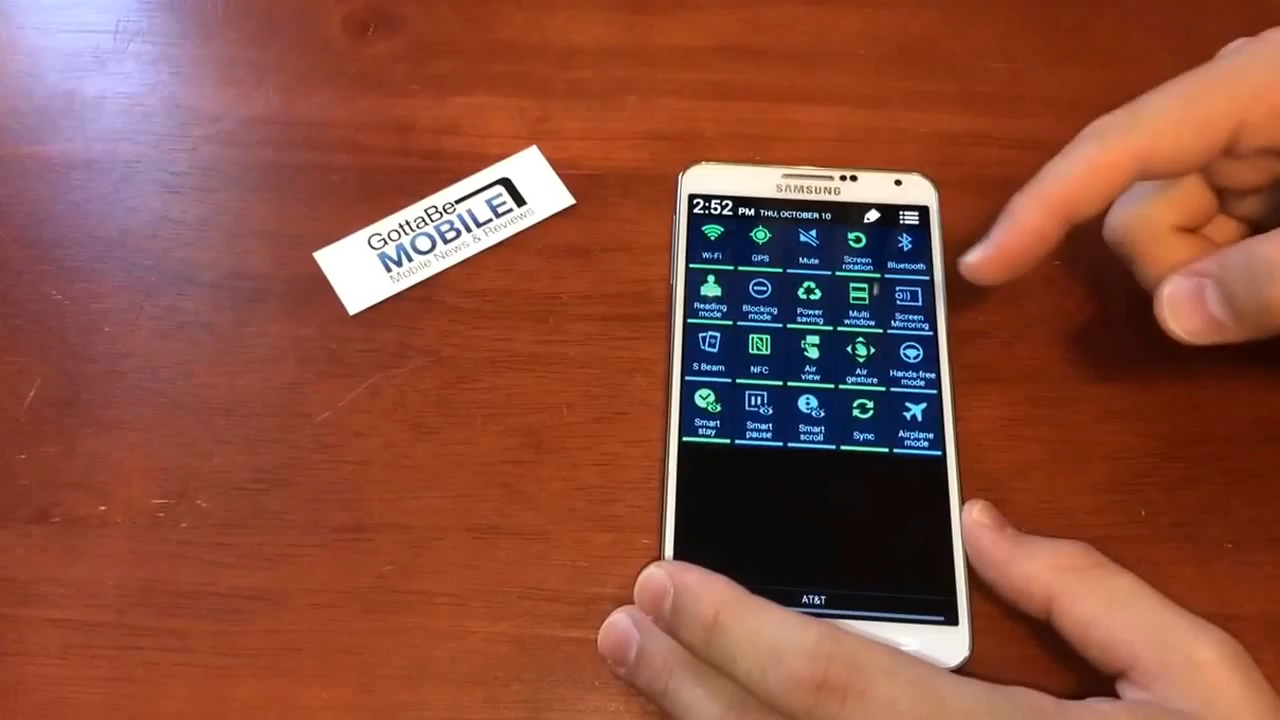 GottaBe
MOBILE
Mobile News & Reviews
SAMSUNG
2:52 PM THU, OCTOBER 10
Wi-Fi GPS Mute Screen rotation Bluetooth
Reading mode Blocking mode Power saving Multi window Screen Mirroring
S Beam NFC Air view Air gesture Hands-free mode
Smart stay Smart pause Smart scroll Sync Airplane mode
AT&T